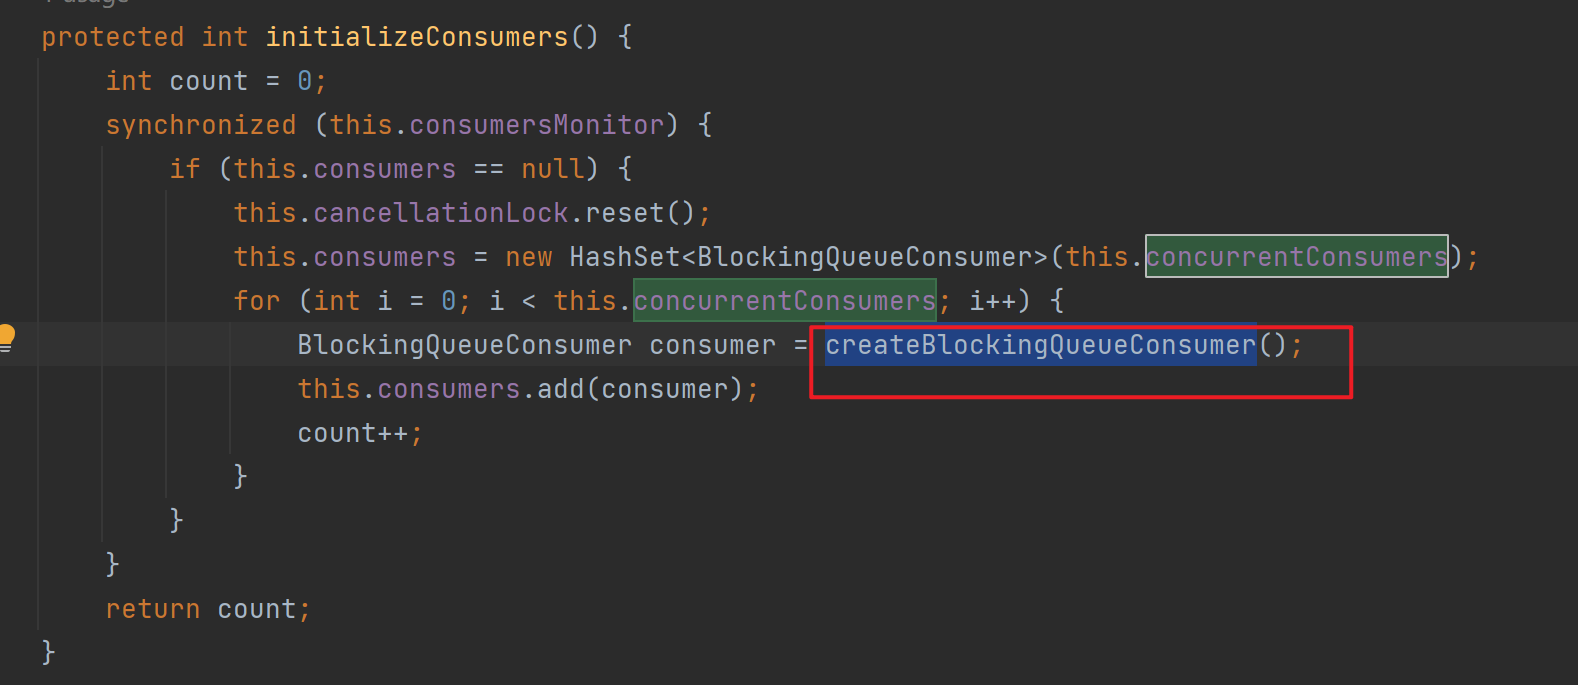 protected int initializeConsumers() {
    int count = 0;
    synchronized (this.consumersMonitor) {
        if (this.consumers == null) {
            this.cancellationLock.reset();
            this.consumers = new HashSet<BlockingQueueConsumer>(this.concurrentConsumers);
            for (int i = 0; i < this.concurrentConsumers; i++) {
                BlockingQueueConsumer consumer = createBlockingQueueConsumer();
                this.consumers.add(consumer);
                count++;
            }
        }
    }
    return count;
}